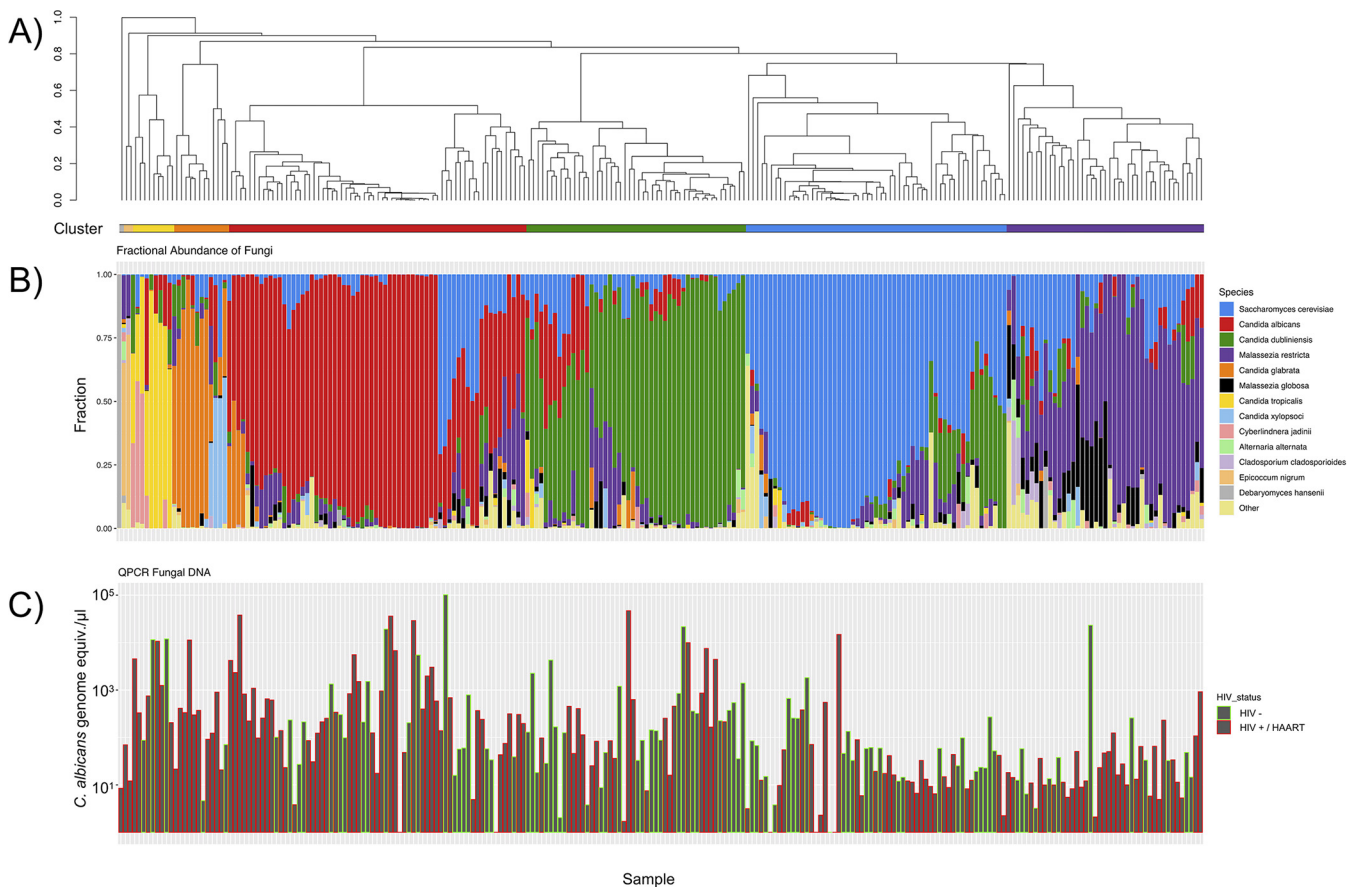 A)
1.0
0.8
0.6
0.4
0.2
0.0
Cluster
Fractional Abundance of Fungi
B)
1.00
0.75
0.50
0.25
0.00
Fraction
Species
Saccharomyces cerevisiae
Candida albicans
Candida dubliniensis
Malassezia restricta
Candida glabrata
Malassezia globosa
Candida tropicalis
Candida xylopsoci
Cyberlindnera jadinii
Alternaria alternata
Cladosporium cladosporioides
Epicoccum nigrum
Debaryomyces hansenii
Other
QPCR Fungal DNA
C)
10⁵
10³
10¹
C. albicans genome equiv./µl
HIV_status
HIV -
HIV + / HAART
Sample